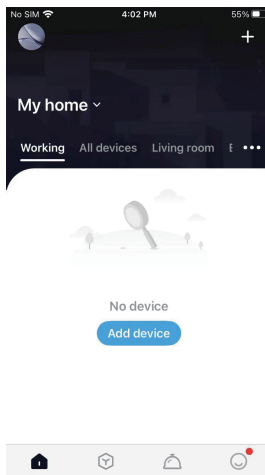 No SIM 4:02 PM 55%
My home
Working All devices Living room
No device
Add device